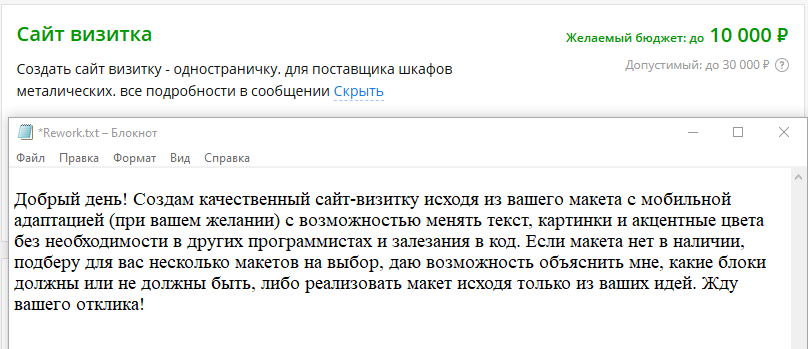 Сайт визитка
Желаемый бюджет: до 10 000 ₽
Создать сайт визитку - одностраничку. для поставщика шкафов
Допустимый: до 30 000 ₽ ?
металических. все подробности в сообщении Скрыть
*Rework.txt – Блокнот
Файл Правка Формат Вид Справка
Добрый день! Создам качественный сайт-визитку исходя из вашего макета с мобильной
адаптацией (при вашем желании) с возможностью менять текст, картинки и акцентные цвета
без необходимости в других программистах и залезания в код. Если макета нет в наличии,
подберу для вас несколько макетов на выбор, даю возможность объяснить мне, какие блоки
должны или не должны быть, либо реализовать макет исходя только из ваших идей. Жду
вашего отклика!